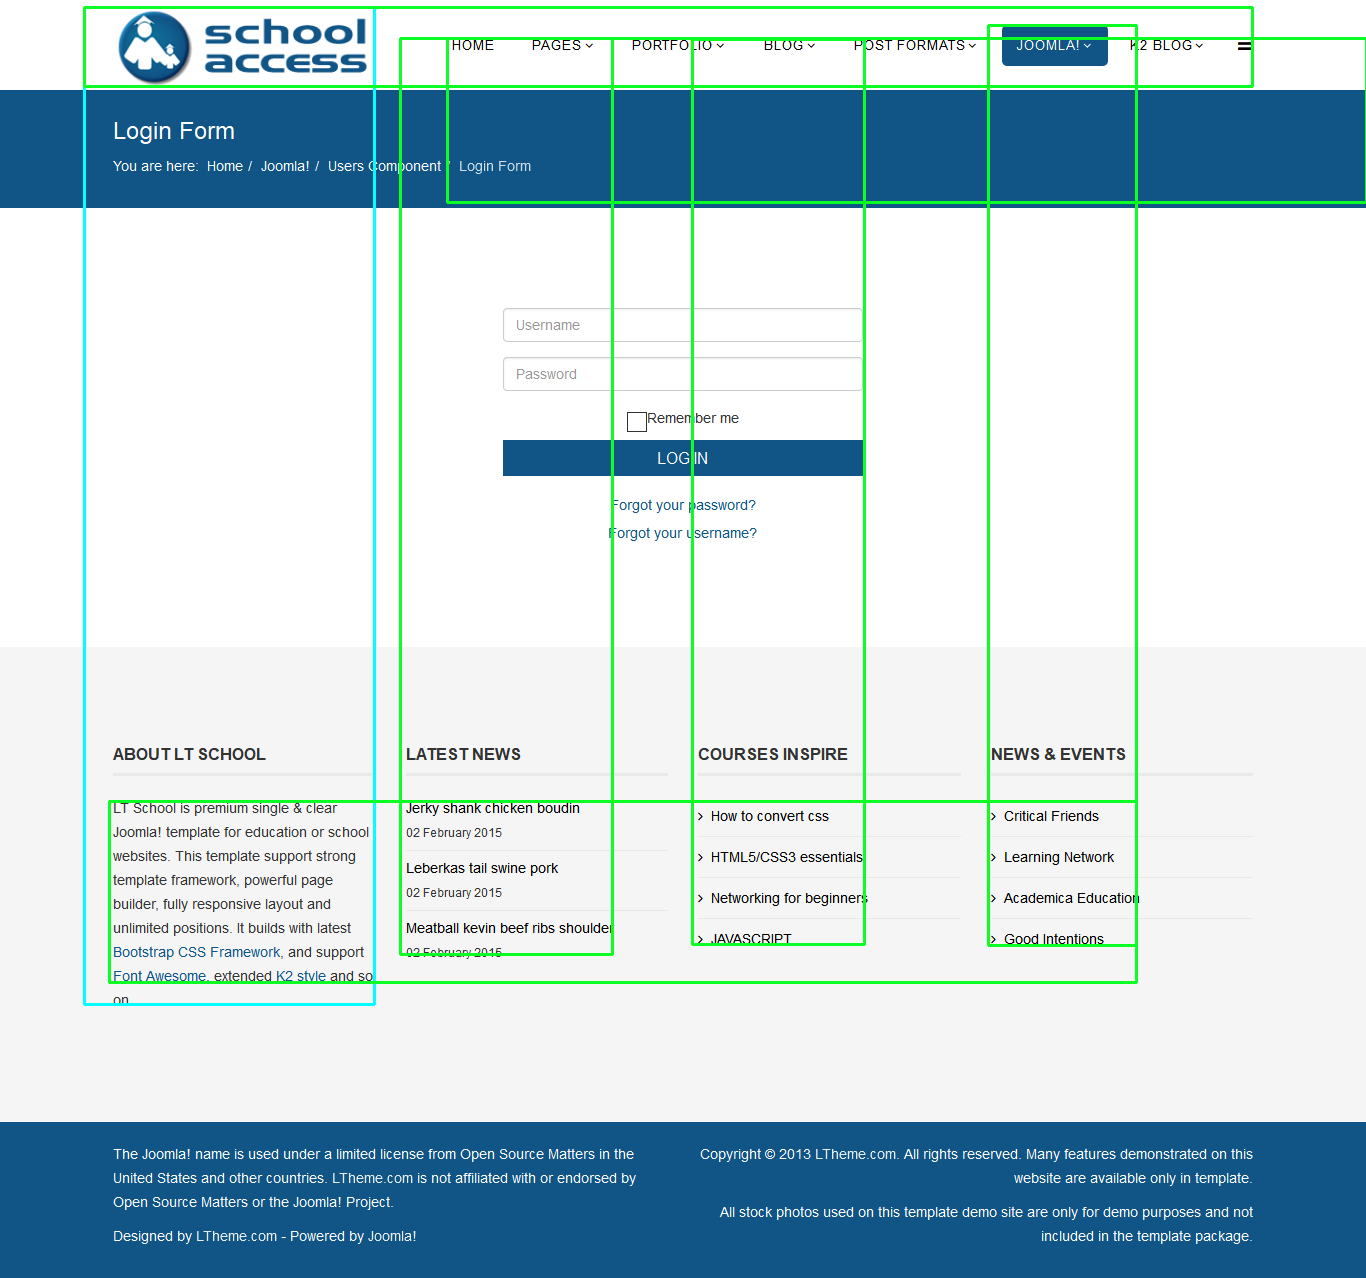 school
access
HOME PAGES PORTFOLIO BLOG POST FORMATS JOOMLA! K2 BLOG
Login Form
You are here: Home / Joomla! / Users Component / Login Form
Username
Password
Remember me
LOG IN
Forgot your password?
Forgot your username?
ABOUT LT SCHOOL
LT School is premium single & clear
Joomla! template for education or school
websites. This template support strong
template framework, powerful page
builder, fully responsive layout and
unlimited positions. It builds with latest
Bootstrap CSS Framework, and support
Font Awesome, extended K2 style and so
on
LATEST NEWS
Jerky shank chicken boudin
02 February 2015
Leberkas tail swine pork
02 February 2015
Meatball kevin beef ribs shoulder
02 February 2015
COURSES INSPIRE
How to convert css
HTML5/CSS3 essentials
Networking for beginners
JAVASCRIPT
NEWS & EVENTS
Critical Friends
Learning Network
Academica Education
Good Intentions
The Joomla! name is used under a limited license from Open Source Matters in the
United States and other countries. LTheme.com is not affiliated with or endorsed by
Open Source Matters or the Joomla! Project.
Designed by LTheme.com - Powered by Joomla!
Copyright © 2013 LTheme.com. All rights reserved. Many features demonstrated on this
website are available only in template.
All stock photos used on this template demo site are only for demo purposes and not
included in the template package.